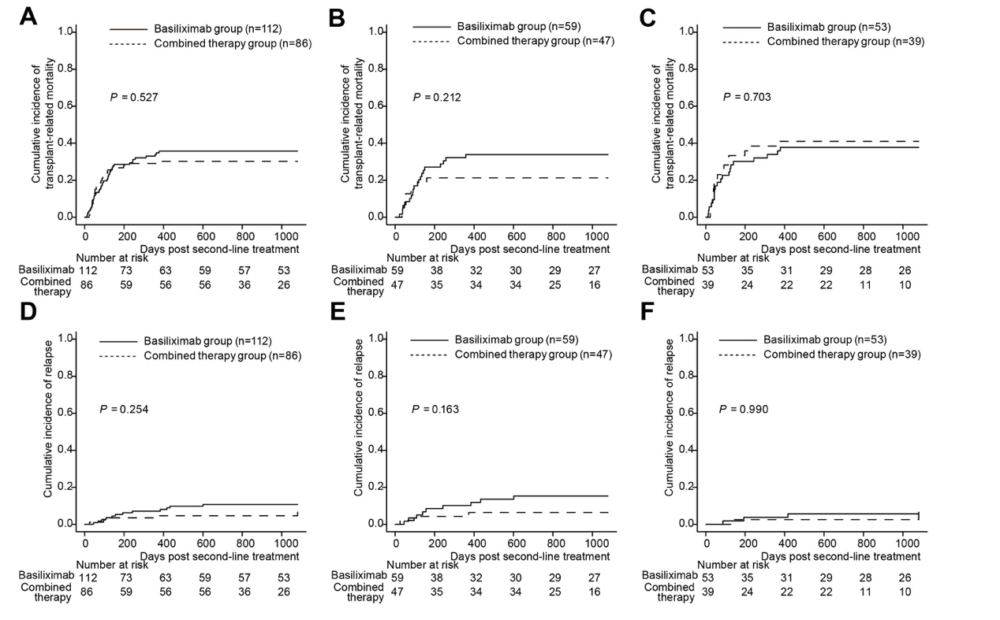 A
Basiliximab group (n=112)
Combined therapy group (n=86)
Cumulative incidence of
transplant-related mortality
1.0
0.8
0.6
0.4
0.2
0.0
P = 0.527
0 200 400 600 800 1000
Days post second-line treatment
Number at risk
Basiliximab 112 73 63 59 57 53
Combined therapy 86 59 56 56 36 26
B
Basiliximab group (n=59)
Combined therapy group (n=47)
Cumulative incidence of
transplant-related mortality
1.0
0.8
0.6
0.4
0.2
0.0
P = 0.212
0 200 400 600 800 1000
Days post second-line treatment
Number at risk
Basiliximab 59 38 32 30 29 27
Combined therapy 47 35 34 34 25 16
C
Basiliximab group (n=53)
Combined therapy group (n=39)
Cumulative incidence of
transplant-related mortality
1.0
0.8
0.6
0.4
0.2
0.0
P = 0.703
0 200 400 600 800 1000
Days post second-line treatment
Number at risk
Basiliximab 53 35 31 29 28 26
Combined therapy 39 24 22 22 11 10
D
Basiliximab group (n=112)
Combined therapy group (n=86)
Cumulative incidence of relapse
1.0
0.8
0.6
0.4
0.2
0.0
P = 0.254
0 200 400 600 800 1000
Days post second-line treatment
Number at risk
Basiliximab 112 73 63 59 57 53
Combined therapy 86 59 56 56 36 26
E
Basiliximab group (n=59)
Combined therapy group (n=47)
Cumulative incidence of relapse
1.0
0.8
0.6
0.4
0.2
0.0
P = 0.163
0 200 400 600 800 1000
Days post second-line treatment
Number at risk
Basiliximab 59 38 32 30 29 27
Combined therapy 47 35 34 34 25 16
F
Basiliximab group (n=53)
Combined therapy group (n=39)
Cumulative incidence of relapse
1.0
0.8
0.6
0.4
0.2
0.0
P = 0.990
0 200 400 600 800 1000
Days post second-line treatment
Number at risk
Basiliximab 53 35 31 29 28 26
Combined therapy 39 24 22 22 11 10